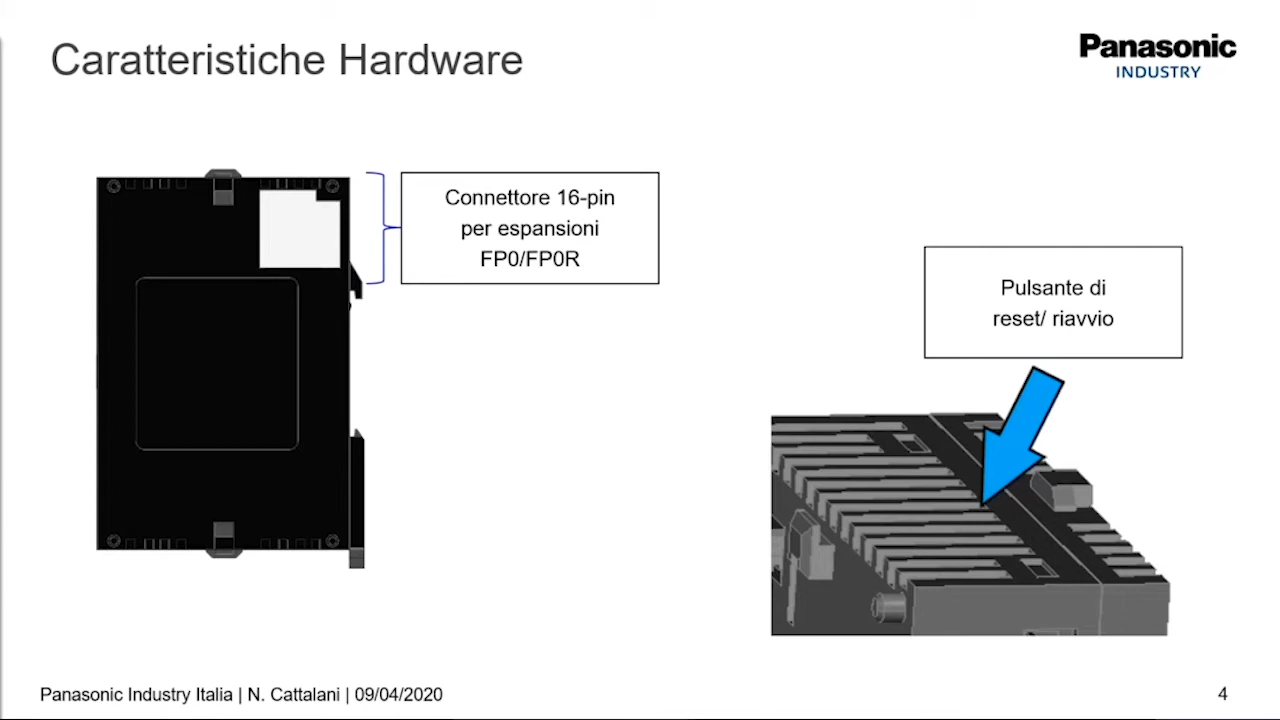 Caratteristiche Hardware
Panasonic
INDUSTRY
Connettore 16-pin
per espansioni
FP0/FP0R
Pulsante di
reset/ riavvio
Panasonic Industry Italia | N. Cattalani | 09/04/2020
4